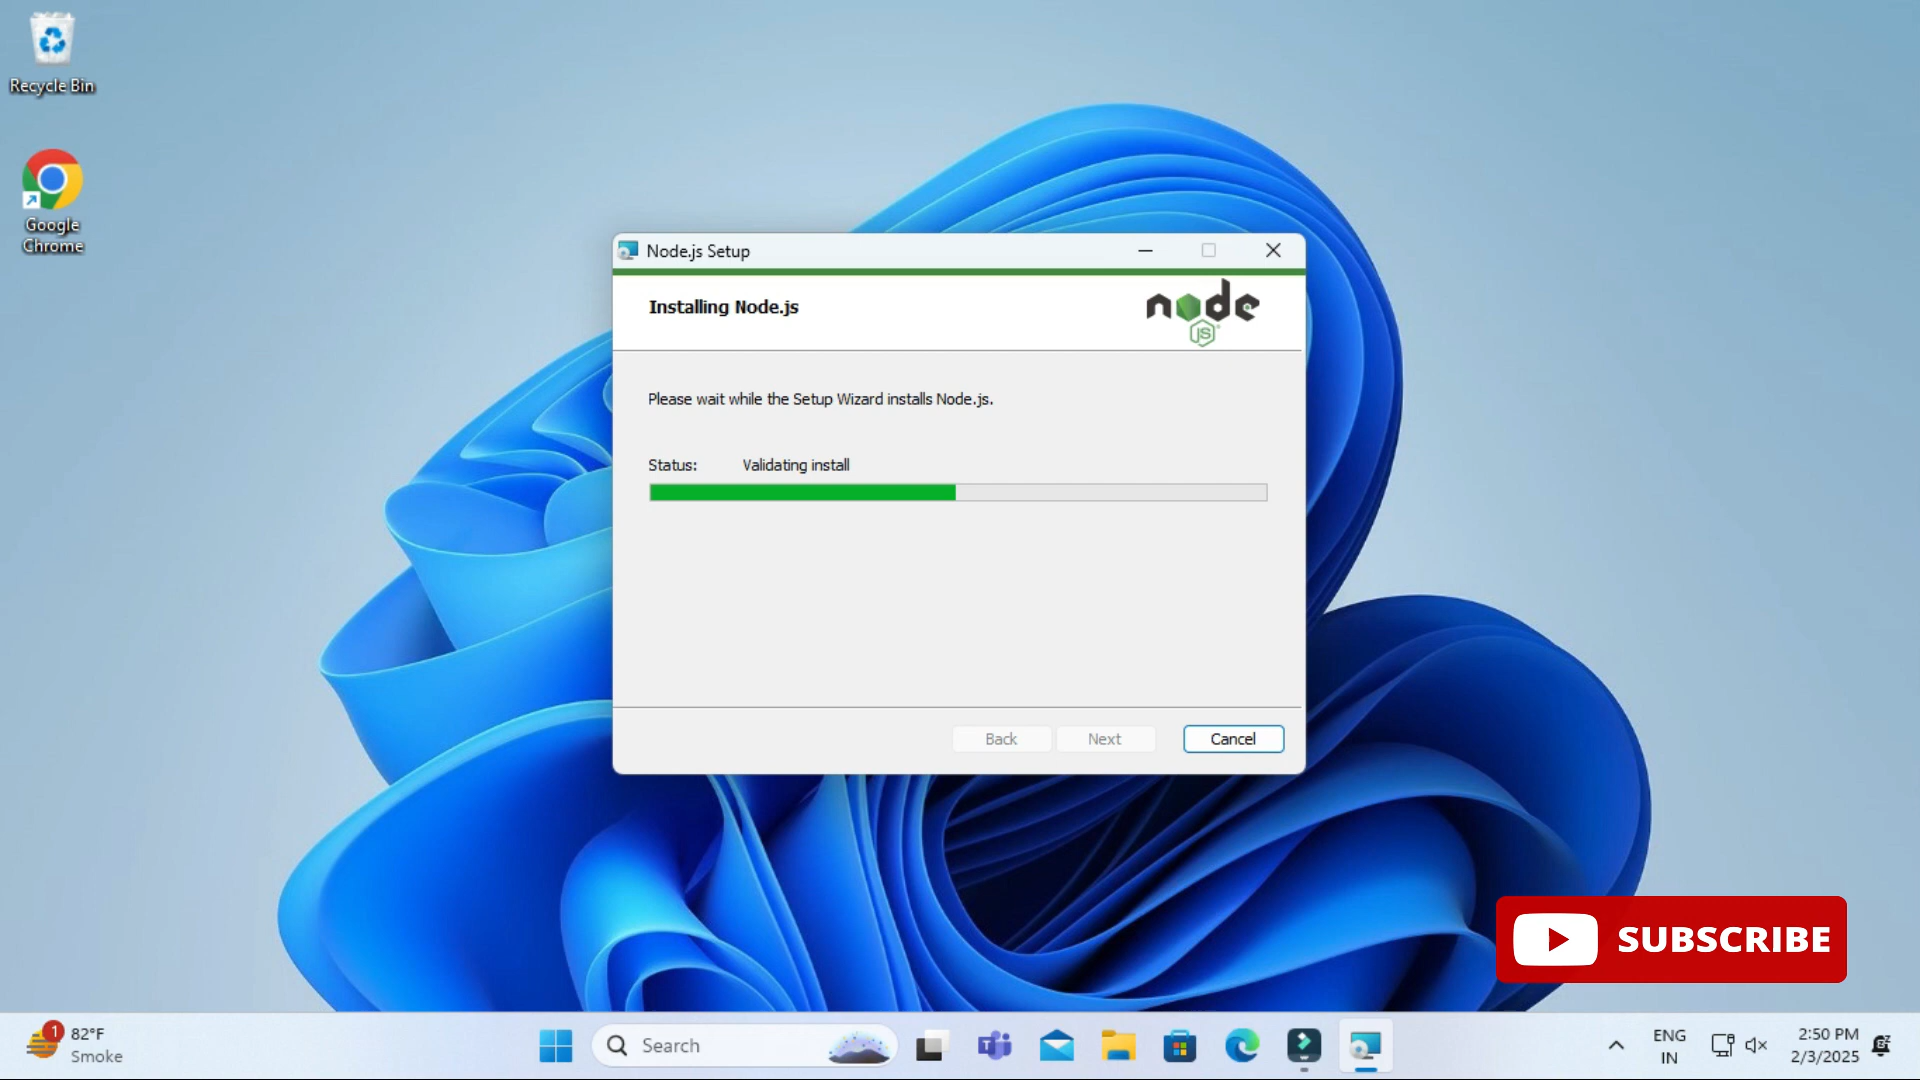 Recycle Bin
Google
Chrome
Node.js Setup
Installing Node.js
node
JS
Please wait while the Setup Wizard installs Node.js.
Status: Validating install
Back Next Cancel
SUBSCRIBE
1
82°F
Smoke
Search
ENG
IN
2:50 PM
2/3/2025